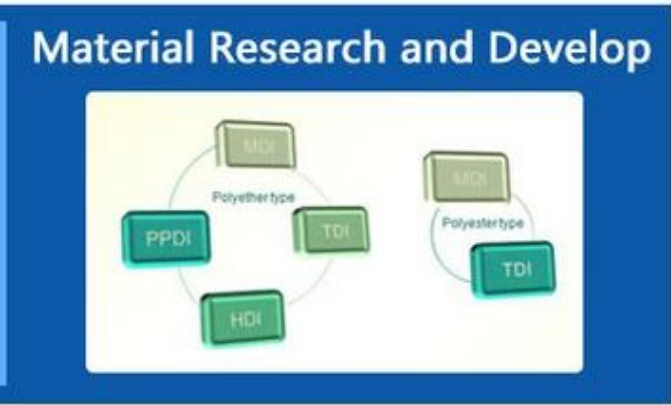 Material Research and Develop
MDI
Polyether type
PPDI
TDI
HDI
MDI
Polyester type
TDI